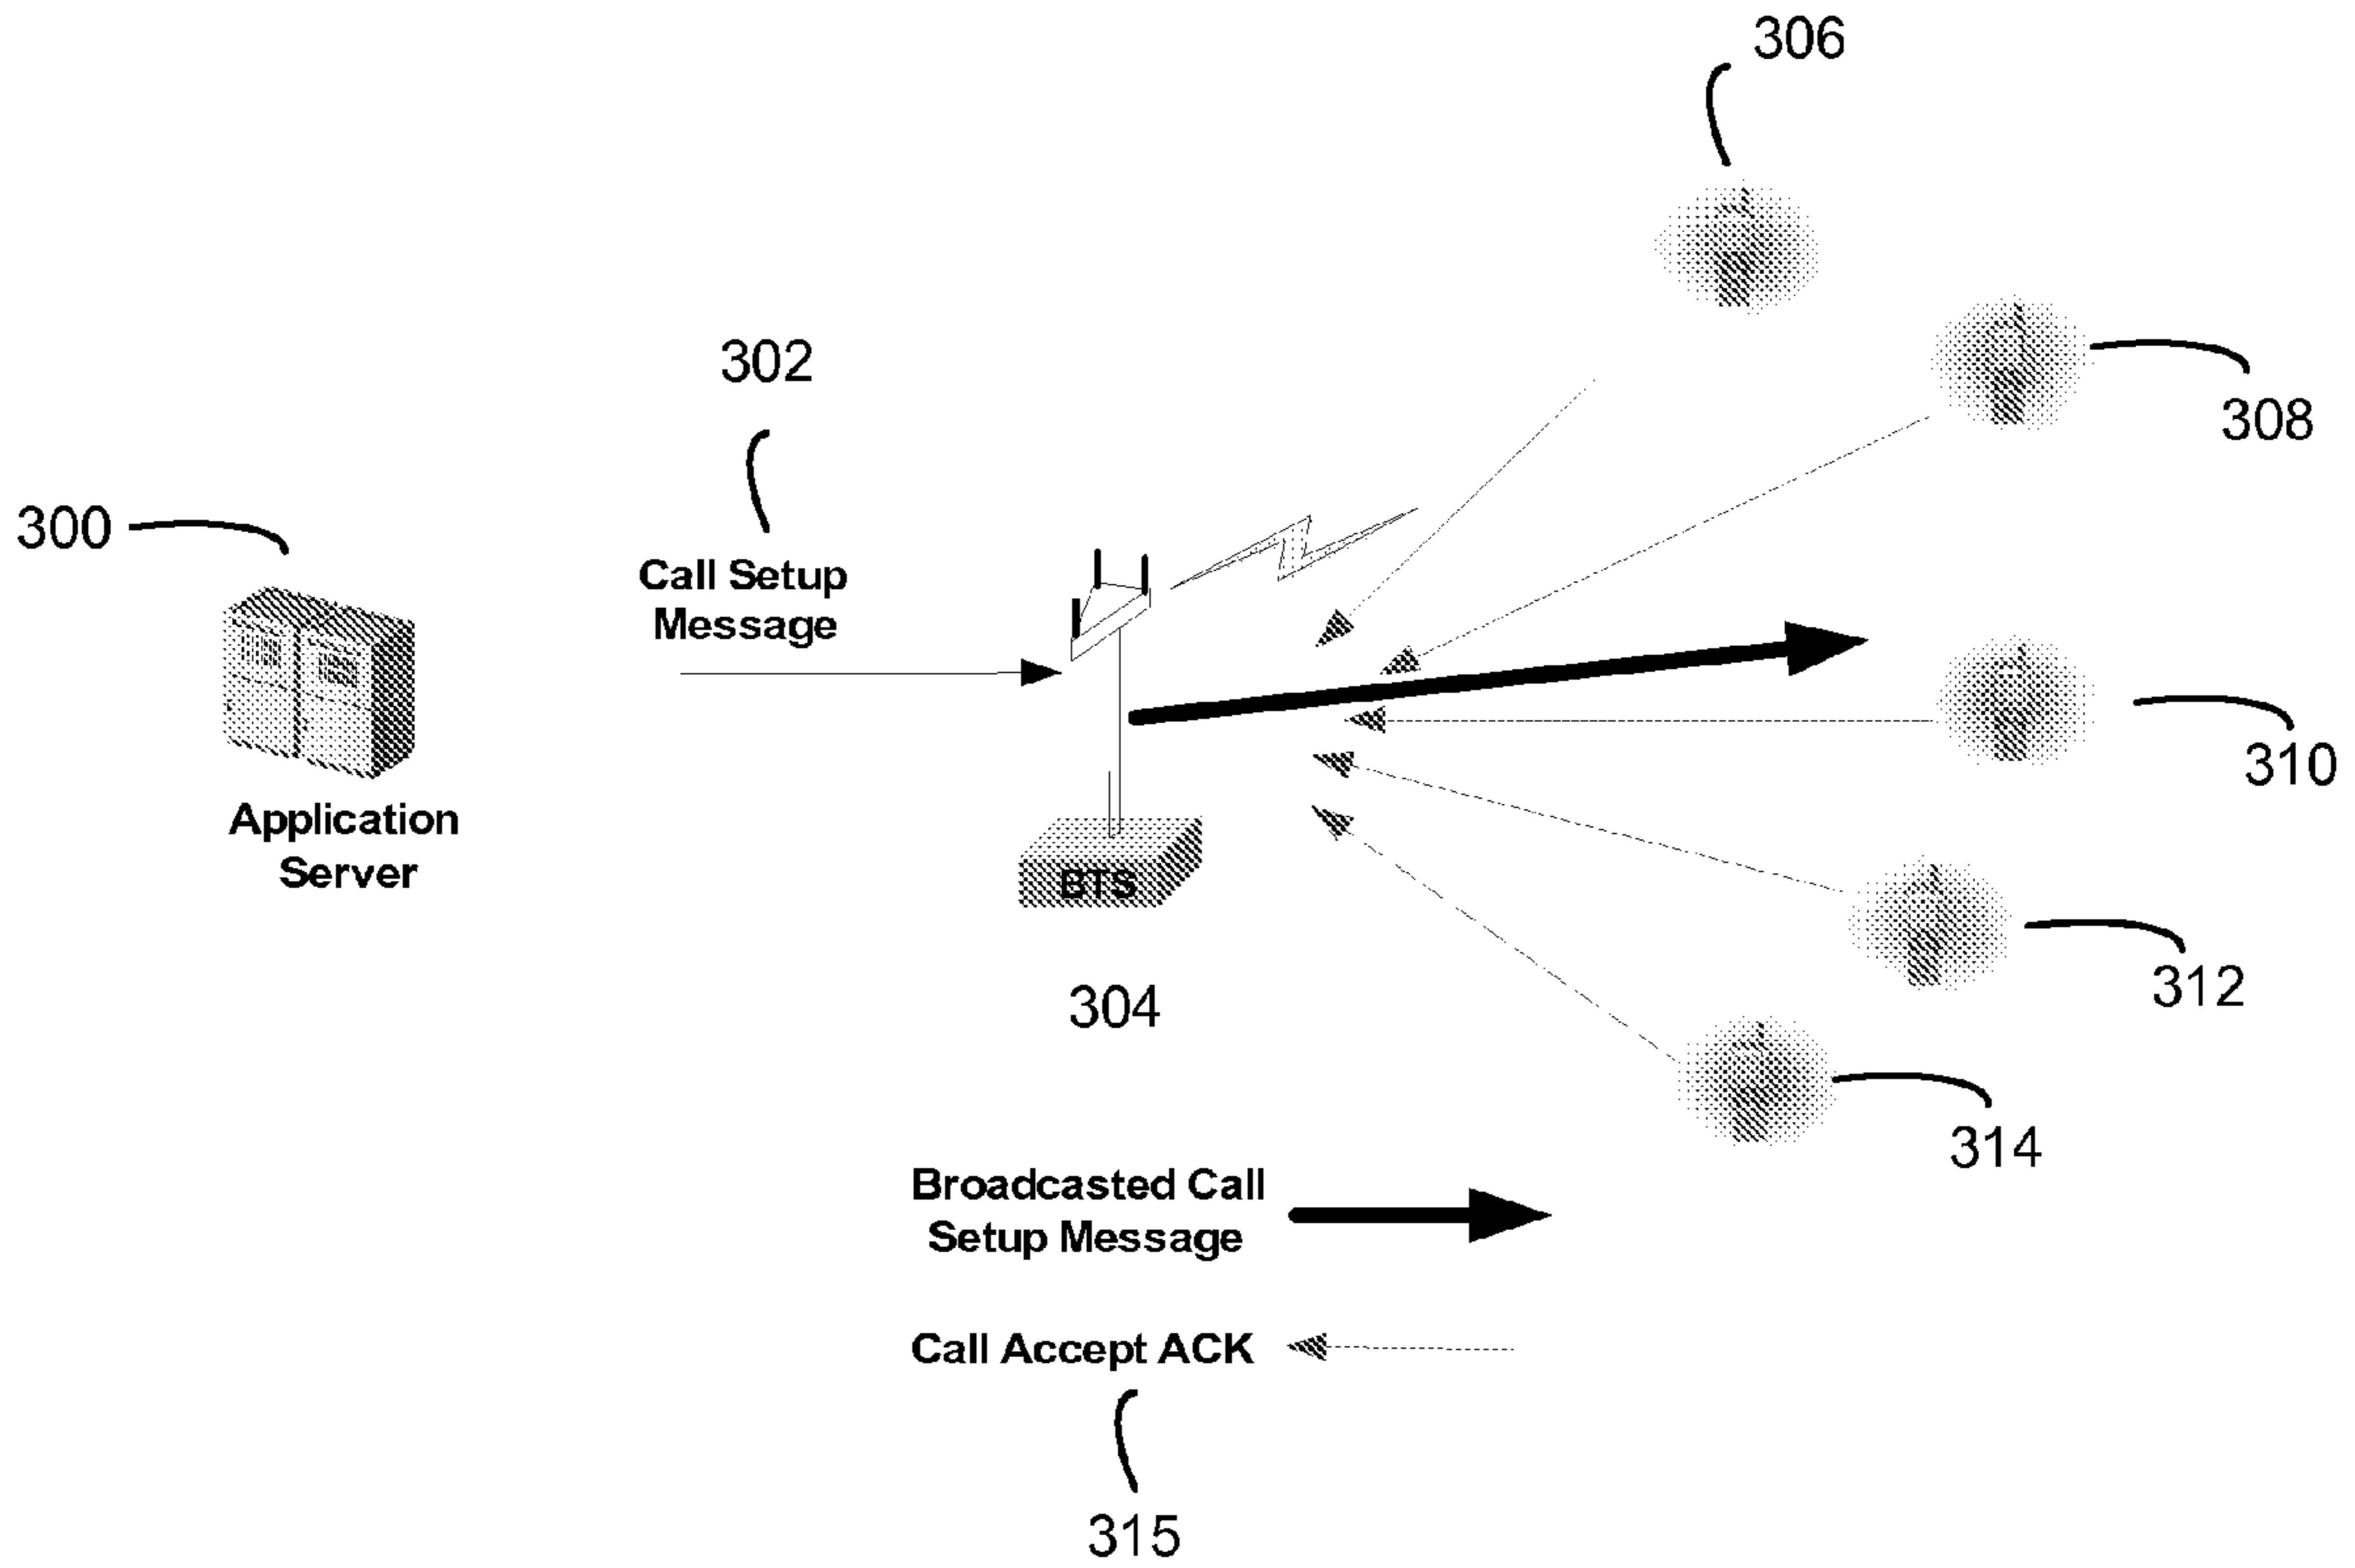 306
302
308
300
Call Setup
Message
310
Application
Server
BTS
312
304
314
Broadcasted Call
Setup Message
Call Accept ACK
315